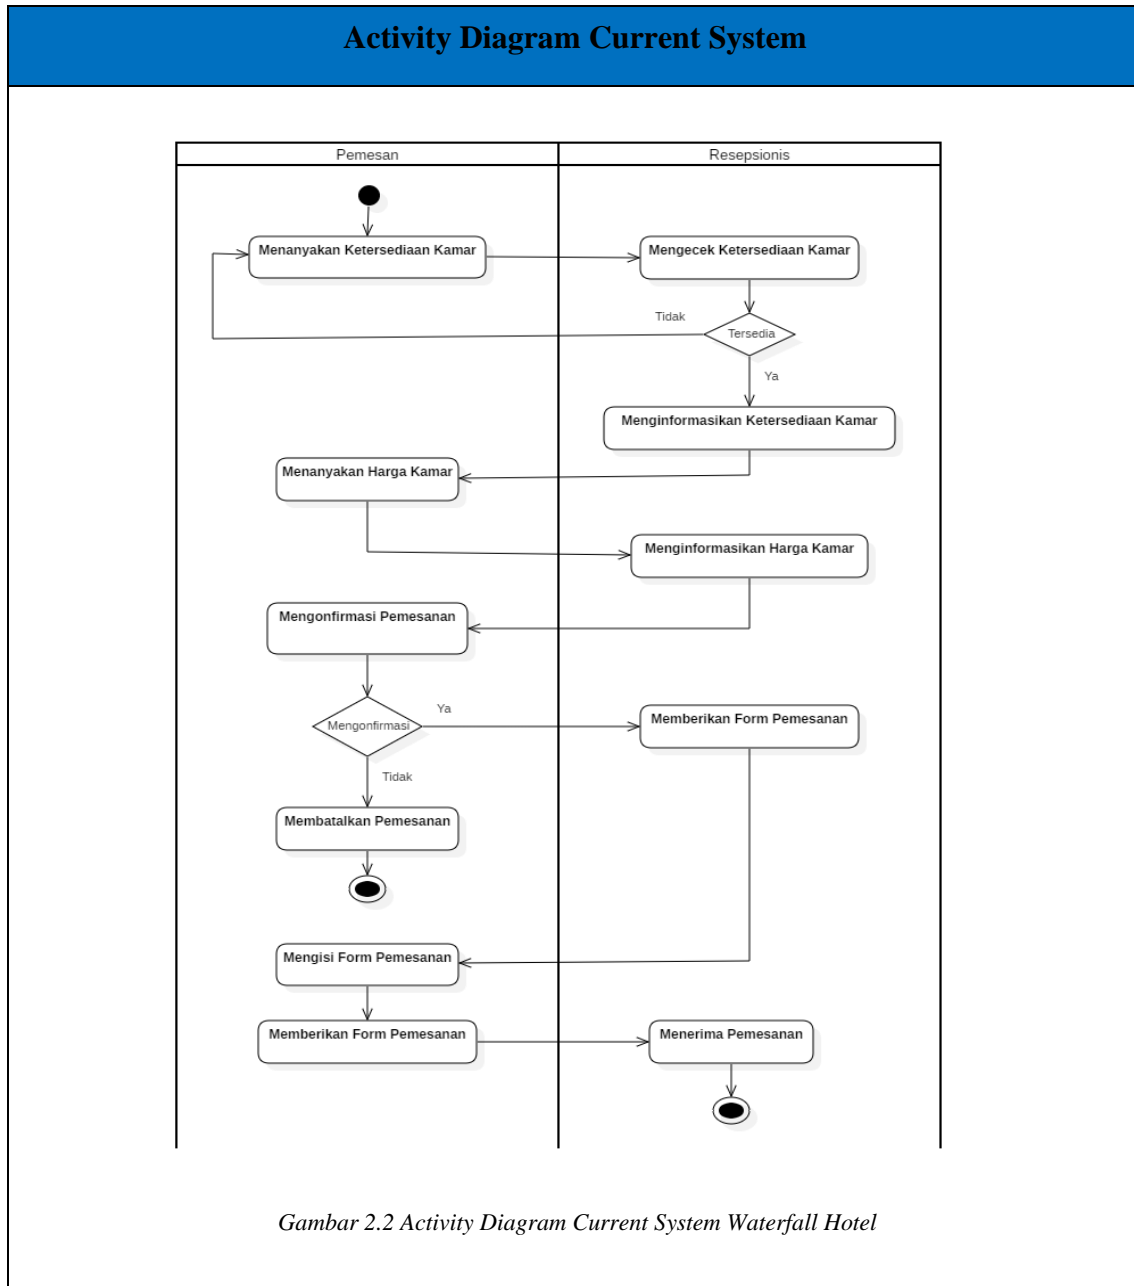 Activity Diagram Current System
Pemesan
Resepsionis
Menanyakan Ketersediaan Kamar
Mengecek Ketersediaan Kamar
Tidak
Tersedia
Ya
Menginformasikan Ketersediaan Kamar
Menanyakan Harga Kamar
Menginformasikan Harga Kamar
Mengonfirmasi Pemesanan
Mengonfirmasi
Ya
Memberikan Form Pemesanan
Tidak
Membatalkan Pemesanan
Mengisi Form Pemesanan
Memberikan Form Pemesanan
Menerima Pemesanan
Gambar 2.2 Activity Diagram Current System Waterfall Hotel